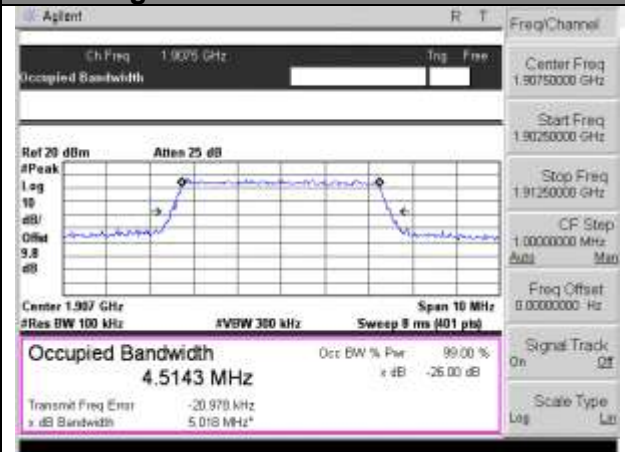 Agilent R T
Ch Freq 1.9075 GHz Trig Free
Occupied Bandwidth
Ref 20 dBm Atten 25 dB
#Peak
Log
10
dB/
Offst
9.8
dB
Center 1.907 GHz Span 10 MHz
#Res BW 100 kHz #VBW 300 kHz Sweep 8 ms (401 pts)
Occupied Bandwidth Occ BW % Pwr 99.00 %
4.5143 MHz x dB -26.00 dB
Transmit Freq Error -20.978 kHz
x dB Bandwidth 5.018 MHz*
Freq/Channel
Center Freq
1.90750000 GHz
Start Freq
1.90250000 GHz
Stop Freq
1.91250000 GHz
CF Step
1.00000000 MHz
Auto Man
Freq Offset
0.00000000 Hz
Signal Track
On Off
Scale Type
Log Lin